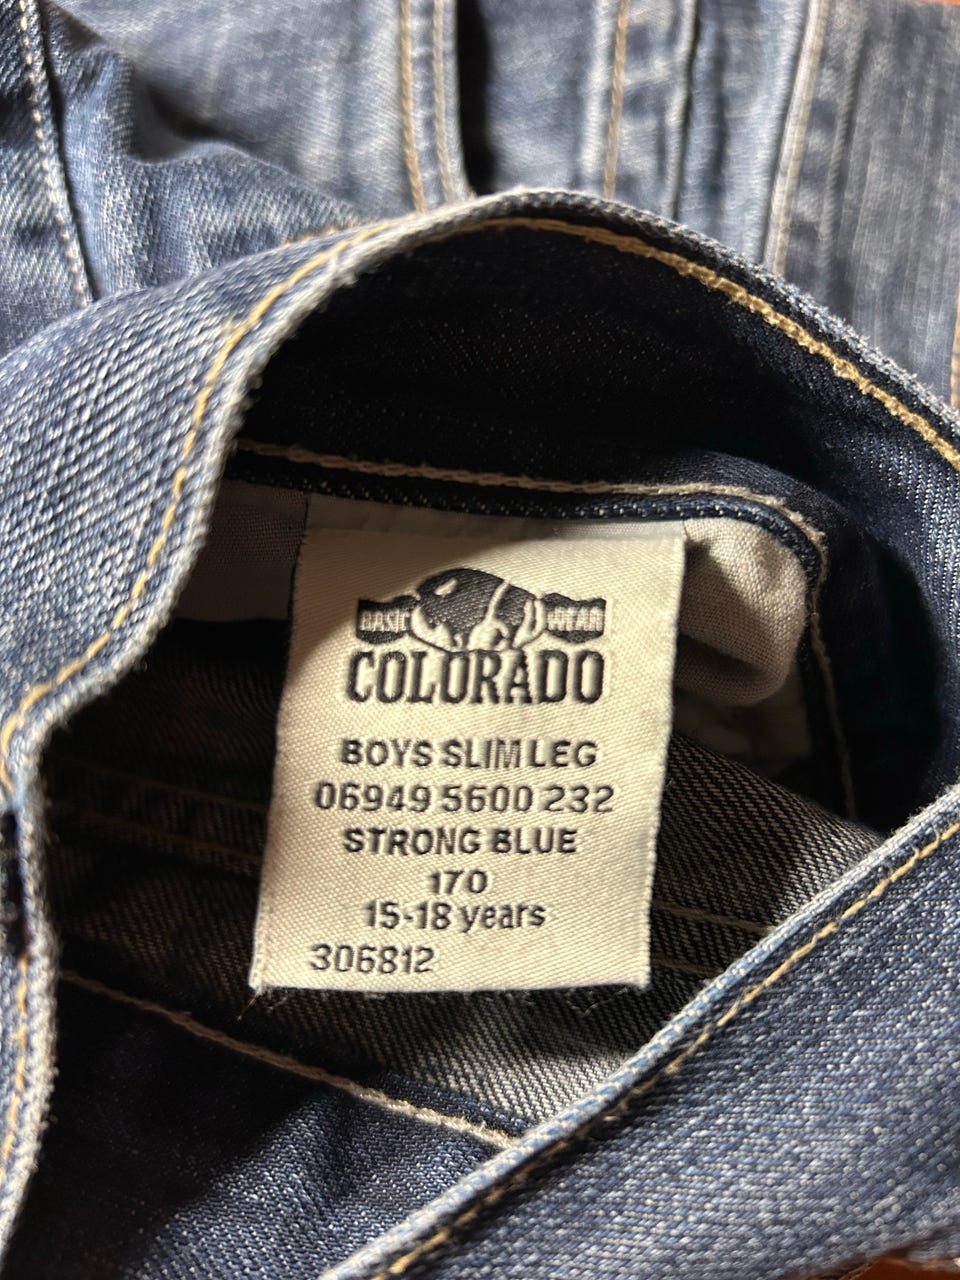 BASIC WEAR
COLORADO
BOYS SLIM LEG
06949 5600 232
STRONG BLUE
170
15-18 years
306812